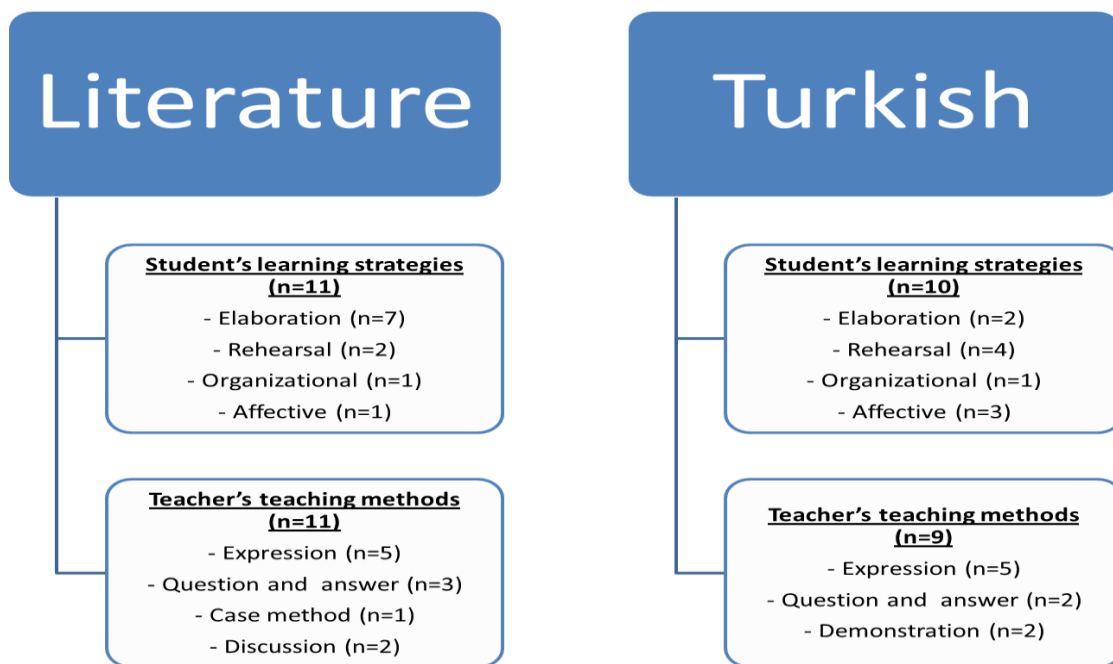 Literature
Student's learning strategies
(n=11)
- Elaboration (n=7)
- Rehearsal (n=2)
- Organizational (n=1)
- Affective (n=1)
Teacher's teaching methods
(n=11)
- Expression (n=5)
- Question and  answer (n=3)
- Case method (n=1)
- Discussion (n=2)
Turkish
Student's learning strategies
(n=10)
- Elaboration (n=2)
- Rehearsal (n=4)
- Organizational (n=1)
- Affective (n=3)
Teacher's teaching methods
(n=9)
- Expression (n=5)
- Question and  answer (n=2)
- Demonstration (n=2)